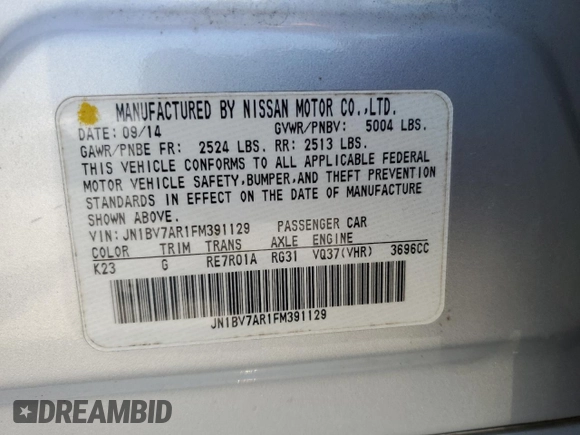 MANUFACTURED BY NISSAN MOTOR CO.,LTD.
DATE: 09/14 GVWR/PNBV: 5004 LBS.
GAWR/PNBE FR: 2524 LBS. RR: 2513 LBS.
THIS VEHICLE CONFORMS TO ALL APPLICABLE FEDERAL
MOTOR VEHICLE SAFETY,BUMPER,AND THEFT PREVENTION
STANDARDS IN EFFECT ON THE DATE OF MANUFACTURE
SHOWN ABOVE.
VIN: JN1BV7AR1FM391129 PASSENGER CAR
COLOR TRIM TRANS AXLE ENGINE
K23 G RE7R01A RG31 VQ37(VHR) 3696CC
JN1BV7AR1FM391129
DREAMBID